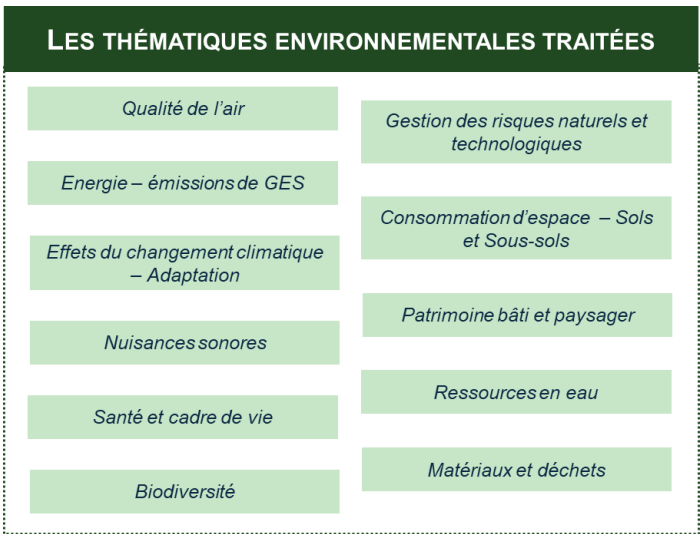 LES THÉMATIQUES ENVIRONNEMENTALES TRAITÉES
Qualité de l'air
Energie – émissions de GES
Effets du changement climatique
– Adaptation
Nuisances sonores
Santé et cadre de vie
Biodiversité
Gestion des risques naturels et
technologiques
Consommation d'espace – Sols
et Sous-sols
Patrimoine bâti et paysager
Ressources en eau
Matériaux et déchets